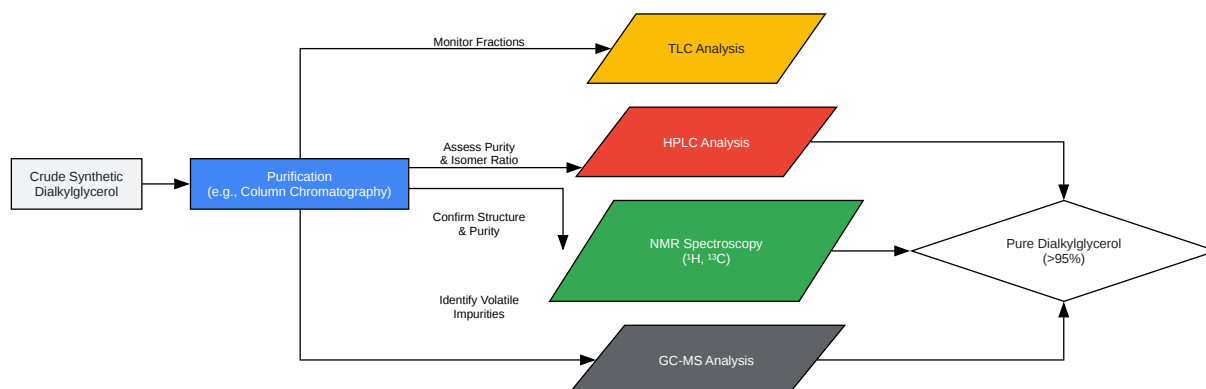 Crude Synthetic
Dialkylglycerol
Purification
(e.g., Column Chromatography)
Monitor Fractions
TLC Analysis
Assess Purity
& Isomer Ratio
HPLC Analysis
Confirm Structure
& Purity
NMR Spectroscopy
(¹H, ¹³C)
Identify Volatile
Impurities
GC-MS Analysis
Pure Dialkylglycerol
(>95%)